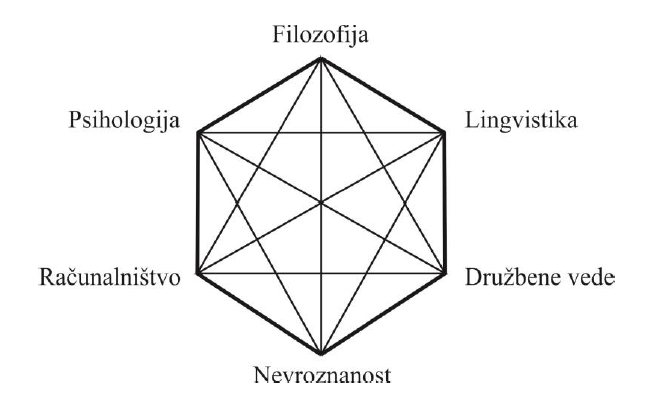 Filozofija
Psihologija
Lingvistika
Računalništvo
Družbene vede
Nevroznanost